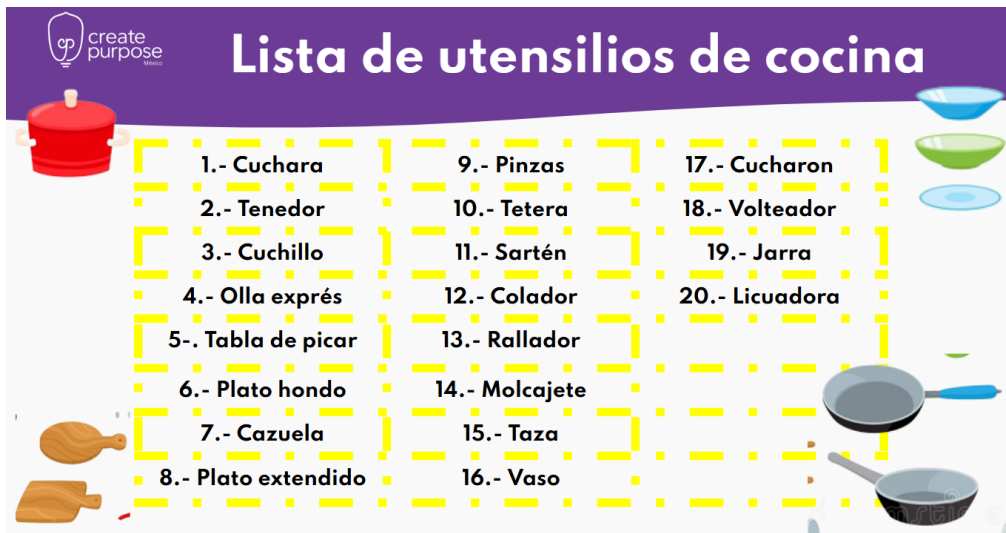 create
purpose
México
Lista de utensilios de cocina
1.- Cuchara
2.- Tenedor
3.- Cuchillo
4.- Olla exprés
5-. Tabla de picar
6.- Plato hondo
7.- Cazuela
8.- Plato extendido
9.- Pinzas
10.- Tetera
11.- Sartén
12.- Colador
13.- Rallador
14.- Molcajete
15.- Taza
16.- Vaso
17.- Cucharon
18.- Volteador
19.- Jarra
20.- Licuadora